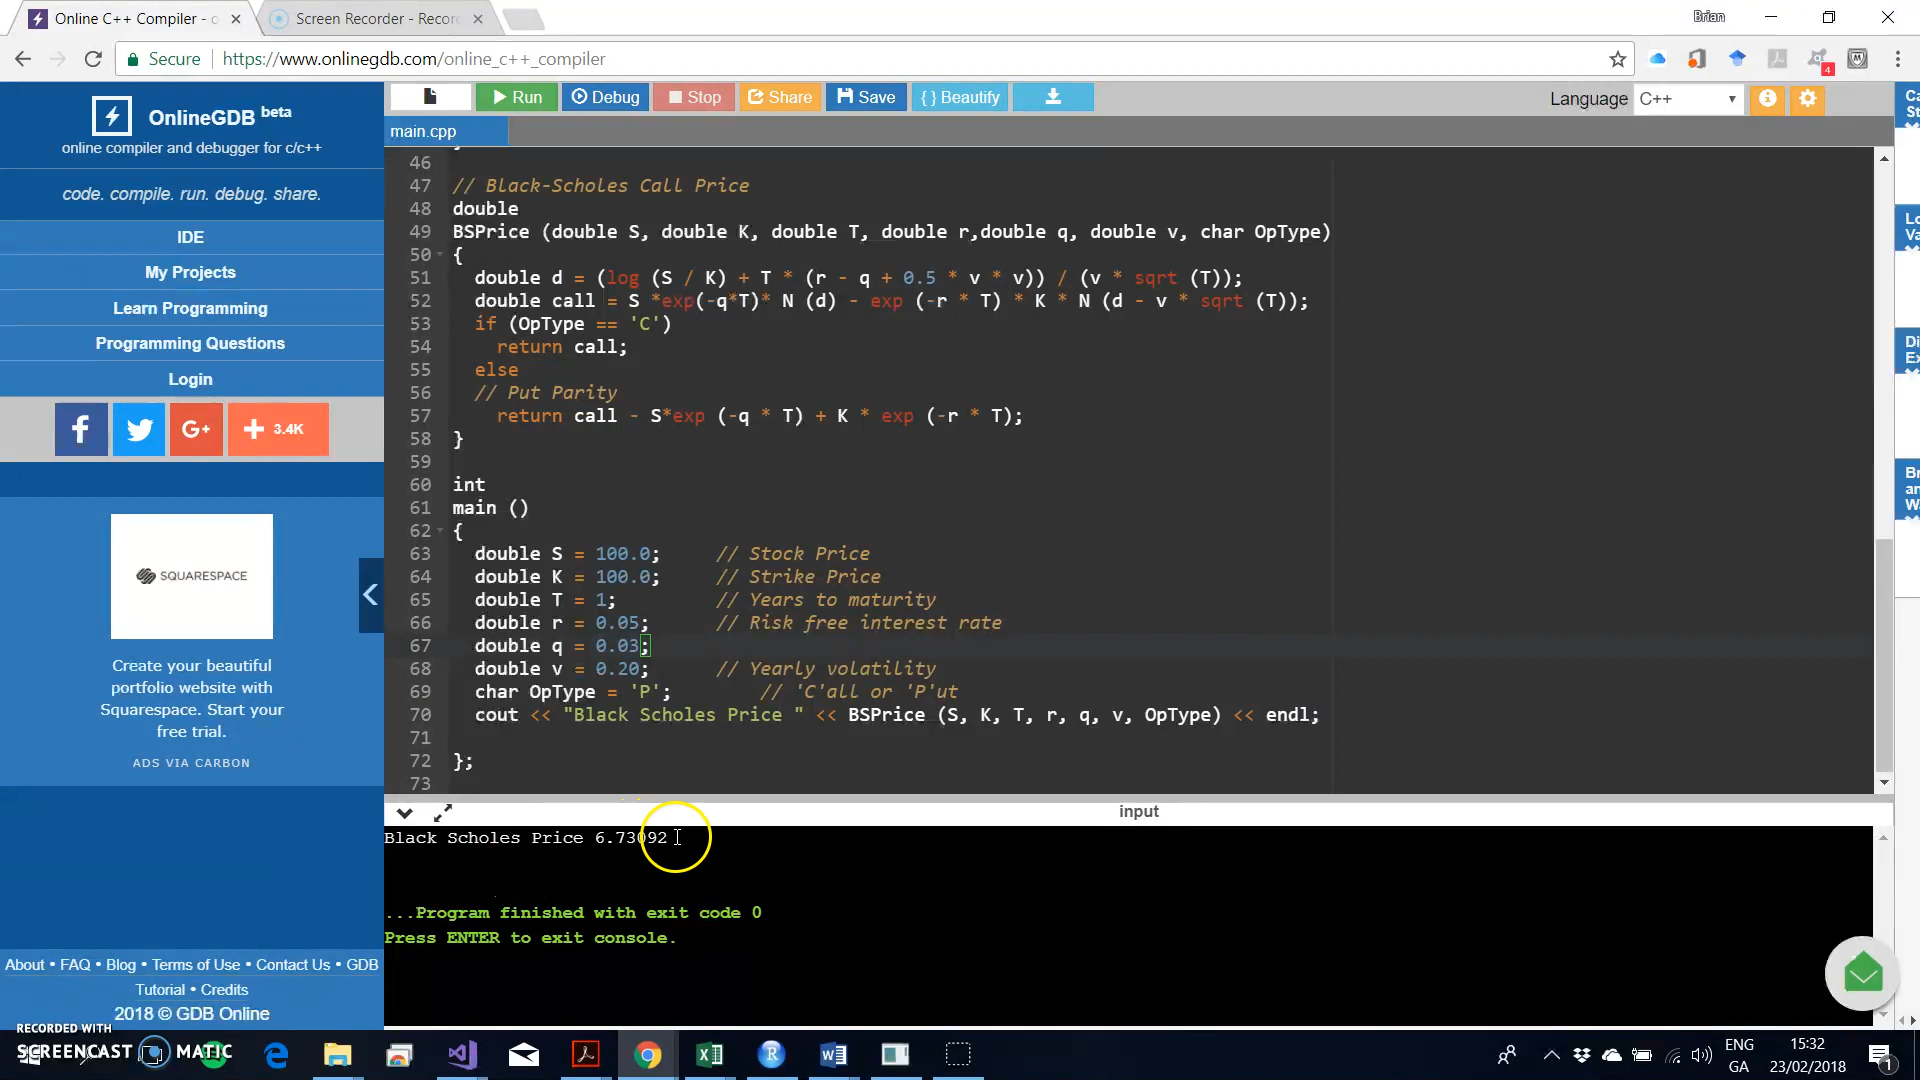 Online C++ Compiler - o
Screen Recorder - Recor
Brian
Secure
https://www.onlinegdb.com/online_c++_compiler
4
OnlineGDB beta
online compiler and debugger for c/c++
code. compile. run. debug. share.
IDE
My Projects
Learn Programming
Programming Questions
Login
3.4K
SQUARESPACE
Create your beautiful
portfolio website with
Squarespace. Start your
free trial.
ADS VIA CARBON
About • FAQ • Blog • Terms of Use • Contact Us • GDB
Tutorial • Credits
2018 © GDB Online
Run
Debug
Stop
Share
Save
{ } Beautify
Language C++
main.cpp
46
47 // Black-Scholes Call Price
48 double
49 BSPrice (double S, double K, double T, double r,double q, double v, char OpType)
50 {
51 double d = (log (S / K) + T * (r - q + 0.5 * v * v)) / (v * sqrt (T));
52 double call = S *exp(-q*T)* N (d) - exp (-r * T) * K * N (d - v * sqrt (T));
53 if (OpType == 'C')
54 return call;
55 else
56 // Put Parity
57 return call - S*exp (-q * T) + K * exp (-r * T);
58 }
59
60 int
61 main ()
62 {
63 double S = 100.0; // Stock Price
64 double K = 100.0; // Strike Price
65 double T = 1; // Years to maturity
66 double r = 0.05; // Risk free interest rate
67 double q = 0.03;
68 double v = 0.20; // Yearly volatility
69 char OpType = 'P'; // 'C'all or 'P'ut
70 cout << "Black Scholes Price " << BSPrice (S, K, T, r, q, v, OpType) << endl;
71
72 };
73
Ca
St
Lo
Va
Di
Ex
Br
an
W
input
Black Scholes Price 6.73092
...Program finished with exit code 0
Press ENTER to exit console.
RECORDED WITH
SCREENCAST MATIC
ENG
GA
15:32
23/02/2018
1